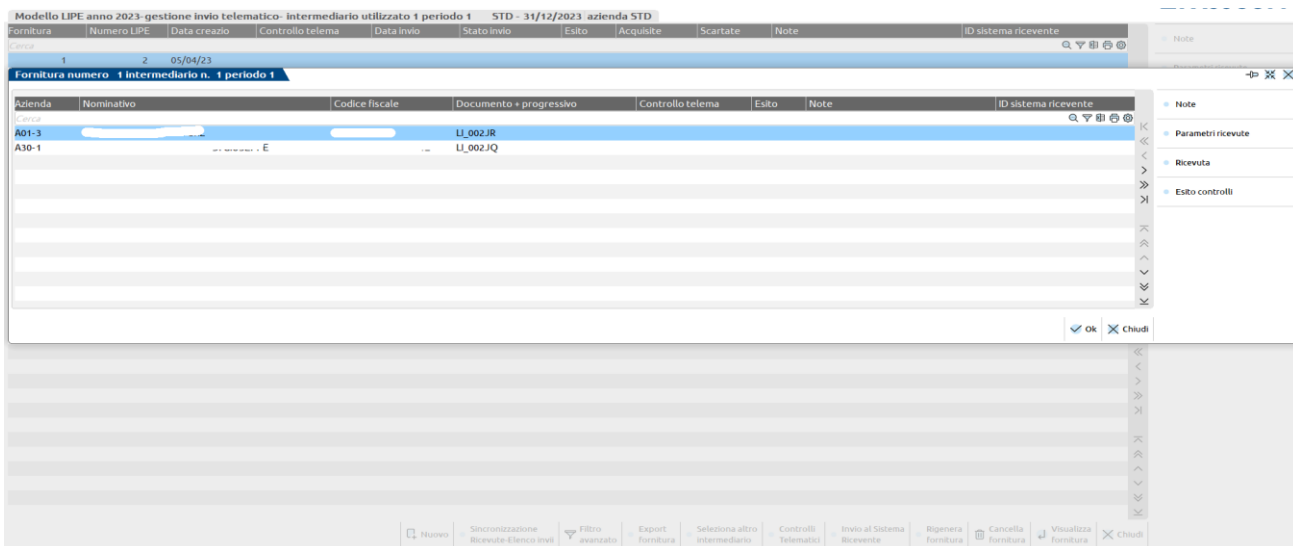 Modello LIPE anno 2023-gestione invio telematico- intermediario utilizzato 1 periodo 1 STD - 31/12/2023 azienda STD
Fornitura Numero LIPE Data creazio Controllo telema Data invio Stato invio Esito Acquisite Scartate Note ID sistema ricevente
Cerca
Note
1 2 05/04/23
Fornitura numero 1 intermediario n. 1 periodo 1
Azienda Nominativo Codice fiscale Documento + progressivo Controllo telema Esito Note ID sistema ricevente
Note
Cerca
A01-3 LI_002JR
Parametri ricevute
A30-1 E LI_002JQ
Ricevuta
Esito controlli
Ok Chiudi
Nuovo Sincronizzazione Ricevute-Elenco invii Filtro avanzato Export fornitura Seleziona altro intermediario Controlli Telematici Invio al Sistema Ricevente Rigenera fornitura Cancella fornitura Visualizza fornitura Chiudi